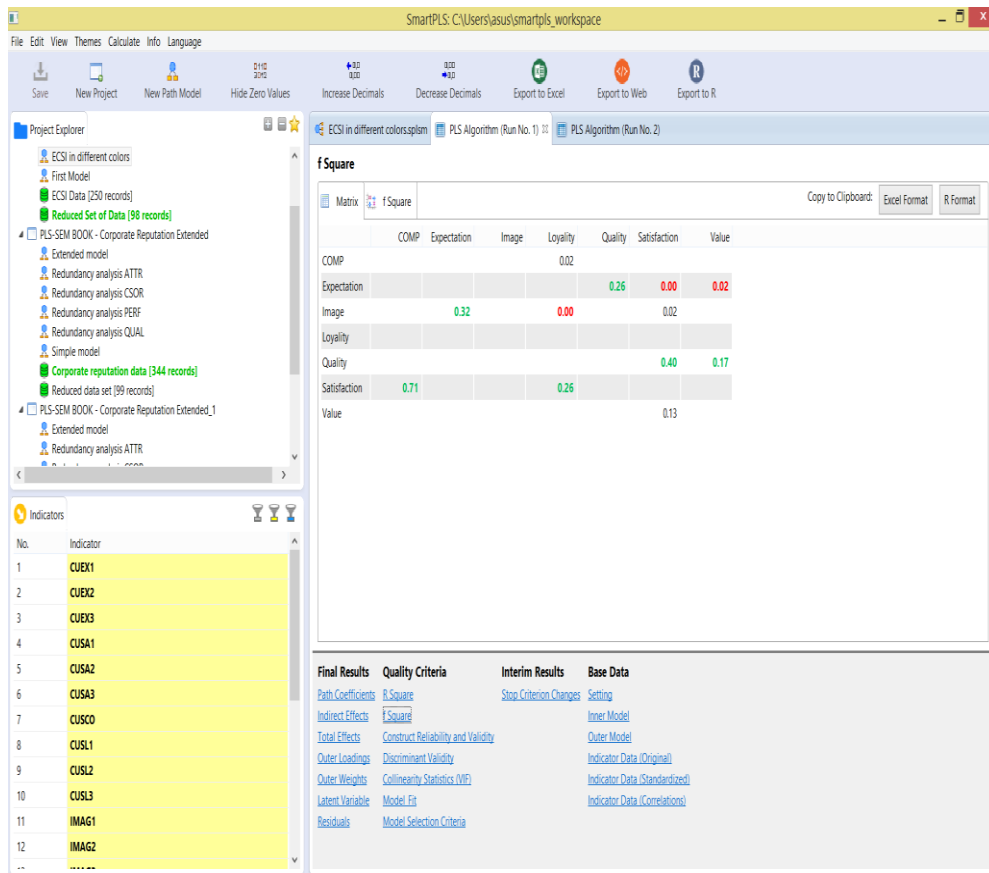 SmartPLS: C:\Users\asus\smartpls_workspace
File Edit View Themes Calculate Info Language
Save New Project New Path Model Hide Zero Values Increase Decimals Decrease Decimals Export to Excel Export to Web Export to R
Project Explorer
ECSI in different colors
First Model
ECSI Data [250 records]
Reduced Set of Data [98 records]
PLS-SEM BOOK - Corporate Reputation Extended
Extended model
Redundancy analysis ATTR
Redundancy analysis CSOR
Redundancy analysis PERF
Redundancy analysis QUAL
Simple model
Corporate reputation data [344 records]
Reduced data set [99 records]
PLS-SEM BOOK - Corporate Reputation Extended_1
Extended model
Redundancy analysis ATTR
Indicators
No. Indicator
1 CUEX1
2 CUEX2
3 CUEX3
4 CUSA1
5 CUSA2
6 CUSA3
7 CUSCO
8 CUSL1
9 CUSL2
10 CUSL3
11 IMAG1
12 IMAG2
ECSI in different colors.splsm PLS Algorithm (Run No. 1) PLS Algorithm (Run No. 2)
f Square
Matrix f Square Copy to Clipboard: Excel Format R Format
COMP Expectation Image Loyality Quality Satisfaction Value
COMP 0.02
Expectation 0.26 0.00 0.02
Image 0.32 0.00 0.02
Loyality
Quality 0.40 0.17
Satisfaction 0.71 0.26
Value 0.13
Final Results Quality Criteria Interim Results Base Data
Path Coefficients R Square Stop Criterion Changes Setting
Indirect Effects f Square Inner Model
Total Effects Construct Reliability and Validity Outer Model
Outer Loadings Discriminant Validity Indicator Data (Original)
Outer Weights Collinearity Statistics (VIF) Indicator Data (Standardized)
Latent Variable Model_Fit Indicator Data (Correlations)
Residuals Model Selection Criteria